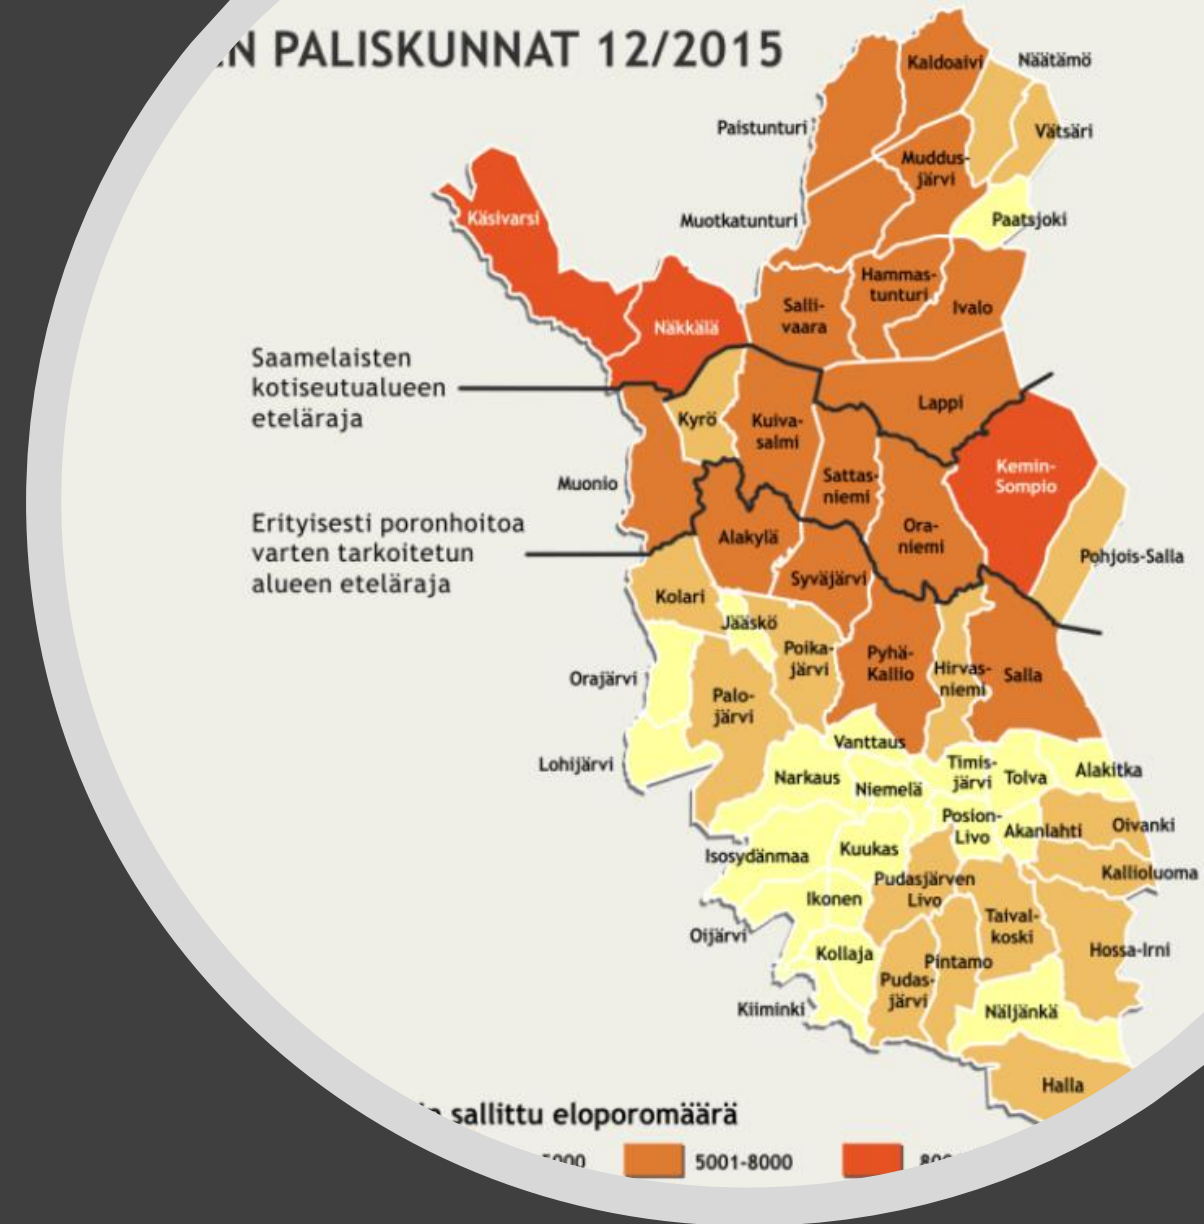 EN PALISKUNNAT 12/2015
Kaldoaivi
Näätämö
Paistunturi
Vätsäri
Muddus-
järvi
Käsivarsi
Muotkatunturi
Paatsjoki
Hammas-
tunturi
Salli-
vaara
Ivalo
Näkkälä
Saamelaisten
kotiseutualueen
eteläraja
Lappi
Kyrö
Kuiva-
salmi
Kemin-
Sompio
Muonio
Sattas-
niemi
Erityisesti poronhoitoa
varten tarkoitetun
alueen eteläraja
Alakylä
Ora-
niemi
Pohjois-Salla
Syväjärvi
Kolari
Jääskö
Poika-
järvi
Pyhä-
Kallio
Hirvas-
niemi
Salla
Orajärvi
Palo-
järvi
Vanttaus
Lohijärvi
Narkaus
Niemelä
Timis-
järvi
Tolva
Alakitka
Posion-
Livo
Akanlahti
Oivanki
Isosydänmaa
Kuukas
Kallioluoma
Pudasjärven
Livo
Ikonen
Taival-
koski
Oijärvi
Kollaja
Pintamo
Hossa-Irni
Pudas-
järvi
Kiiminki
Näljänkä
Halla
sallittu eloporomäärä
5001-8000